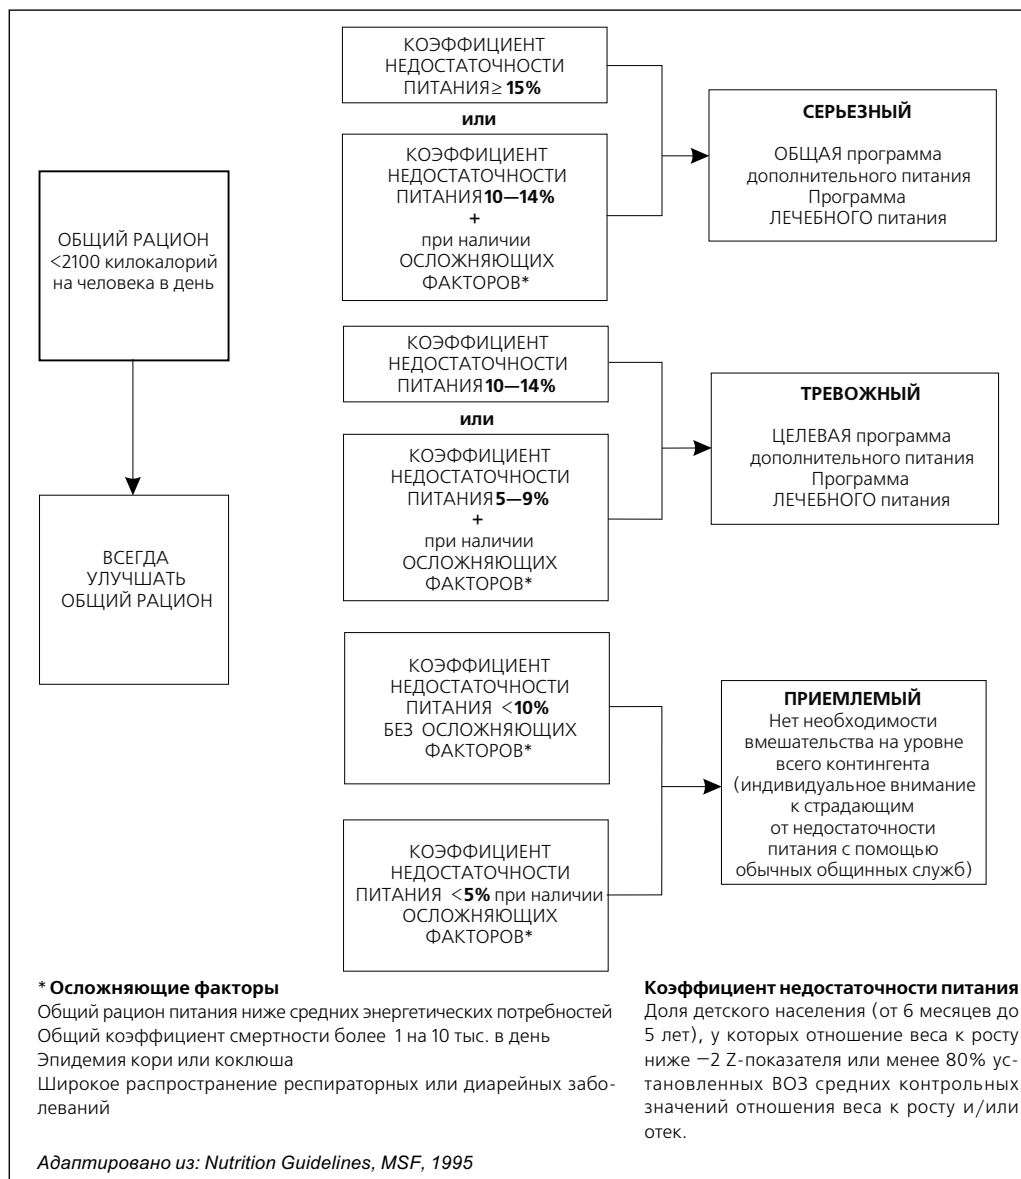 ОБЩИЙ РАЦИОН
<2100 килокалорий
на человека в день
ВСЕГДА
УЛУЧШАТЬ
ОБЩИЙ РАЦИОН
КОЭФФИЦИЕНТ
НЕДОСТАТОЧНОСТИ
ПИТАНИЯ≥ 15%
или
КОЭФФИЦИЕНТ
НЕДОСТАТОЧНОСТИ
ПИТАНИЯ 10—14%
+
при наличии
ОСЛОЖНЯЮЩИХ
ФАКТОРОВ*
СЕРЬЕЗНЫЙ
ОБЩАЯ программа
дополнительного питания
Программа
ЛЕЧЕБНОГО питания
КОЭФФИЦИЕНТ
НЕДОСТАТОЧНОСТИ
ПИТАНИЯ 10—14%
или
КОЭФФИЦИЕНТ
НЕДОСТАТОЧНОСТИ
ПИТАНИЯ 5—9%
+
при наличии
ОСЛОЖНЯЮЩИХ
ФАКТОРОВ*
ТРЕВОЖНЫЙ
ЦЕЛЕВАЯ программа
дополнительного питания
Программа
ЛЕЧЕБНОГО питания
КОЭФФИЦИЕНТ
НЕДОСТАТОЧНОСТИ
ПИТАНИЯ <10%
БЕЗ ОСЛОЖНЯЮЩИХ
ФАКТОРОВ*
КОЭФФИЦИЕНТ
НЕДОСТАТОЧНОСТИ
ПИТАНИЯ <5% при наличии
ОСЛОЖНЯЮЩИХ
ФАКТОРОВ*
ПРИЕМЛЕМЫЙ
Нет необходимости
вмешательства на уровне
всего контингента
(индивидуальное внимание
к страдающим
от недостаточности
питания с помощью
обычных общинных служб)
* Осложняющие факторы
Общий рацион питания ниже средних энергетических потребностей
Общий коэффициент смертности более 1 на 10 тыс. в день
Эпидемия кори или коклюша
Широкое распространение респираторных или диарейных забо-
леваний
Коэффициент недостаточности питания
Доля детского населения (от 6 месяцев до
5 лет), у которых отношение веса к росту
ниже −2 Z-показателя или менее 80% ус-
тановленных ВОЗ средних контрольных
значений отношения веса к росту и/или
отек.
Адаптировано из: Nutrition Guidelines, MSF, 1995